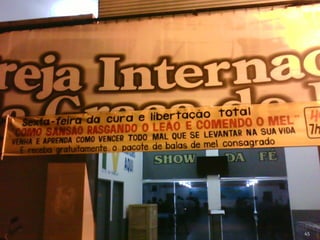 reja Internac
a Graça de
Sexta-feira da cura e libertação total
"COMO SANSÃO RASGANDO O LEÃO E COMENDO O MEL"
VENHA E APRENDA COMO VENCER TODO MAL QUE SE LEVANTAR NA SUA VIDA
E receba gratuitamente o pacote de balas de mel consagrado
7h
SHOW DA FÉ